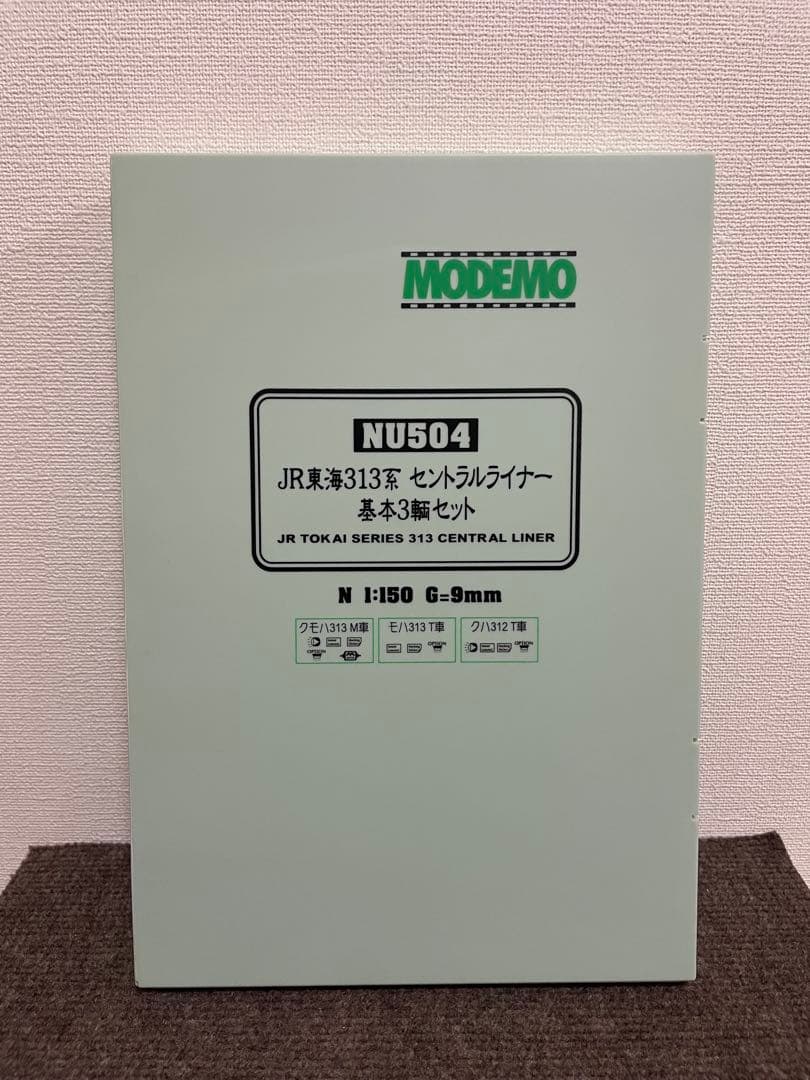 MODEMO
NU504
JR東海313系 セントラルライナー
基本3輌セット
JR TOKAI SERIES 313 CENTRAL LINER
N 1:150 G=9mm
クモハ313 M車
モハ313 T車
クハ312 T車
OPTION
OPTION
OPTION